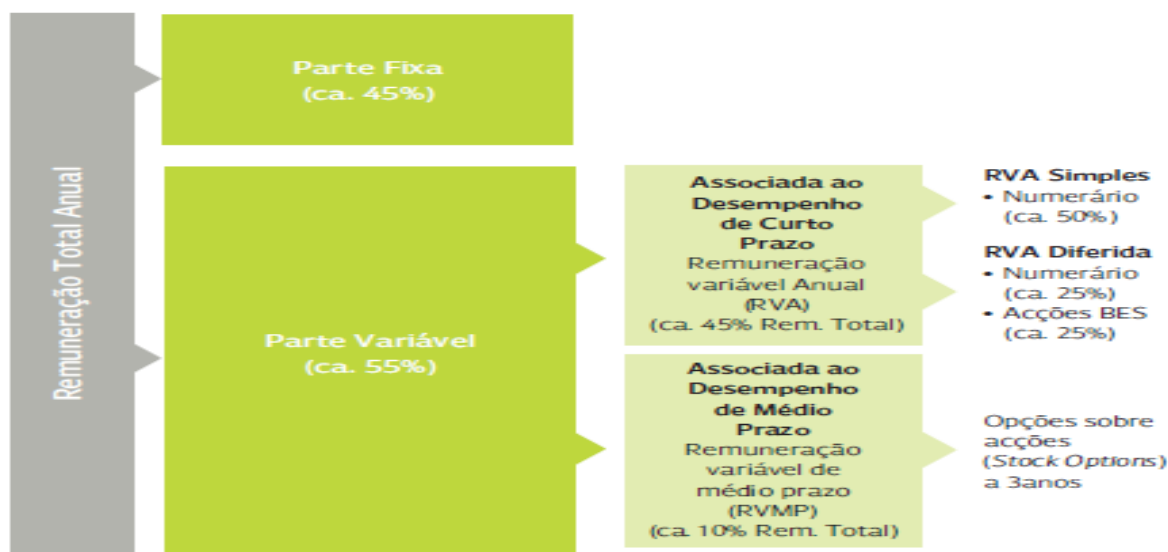 Remuneração Total Anual
Parte Fixa
(ca. 45%)
Parte Variável
(ca. 55%)
Associada ao
Desempenho
de Curto
Prazo
Remuneração
variável Anual
(RVA)
(ca. 45% Rem. Total)
RVA Simples
• Numerário
(ca. 50%)
RVA Diferida
• Numerário
(ca. 25%)
• Acções BES
(ca. 25%)
Associada ao
Desempenho
de Médio
Prazo
Remuneração
variável de
médio prazo
(RVMP)
(ca. 10% Rem. Total)
Opções sobre
acções
(Stock Options)
a 3anos